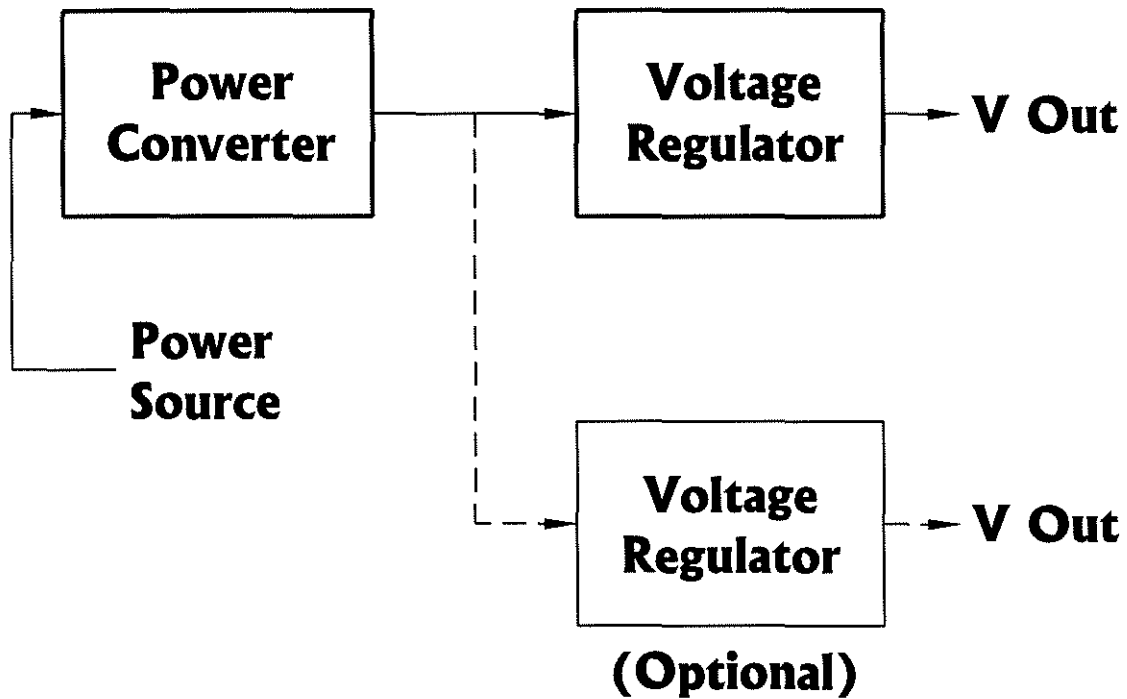 Power
Converter
Voltage
Regulator
V Out
Power
Source
Voltage
Regulator
V Out
(Optional)